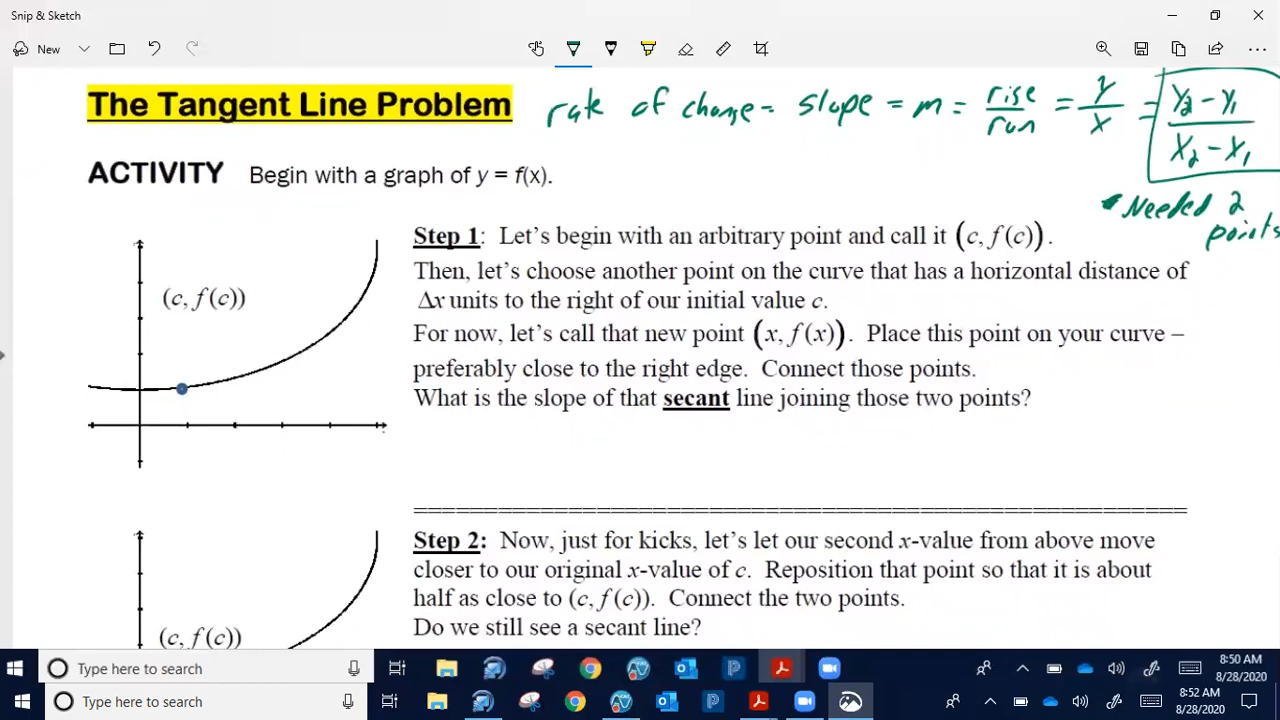 Snip & Sketch
New
The Tangent Line Problem
rate of change = slope = m = rise/run = y/x = y₂ - y₁ / x₂ - x₁
• Needed 2 points
ACTIVITY Begin with a graph of y = f(x).
(c, f(c))
Step 1: Let's begin with an arbitrary point and call it (c, f(c)).
Then, let's choose another point on the curve that has a horizontal distance of
Δx units to the right of our initial value c.
For now, let's call that new point (x, f(x)). Place this point on your curve –
preferably close to the right edge. Connect those points.
What is the slope of that secant line joining those two points?
==========================================================
Step 2: Now, just for kicks, let's let our second x-value from above move
closer to our original x-value of c. Reposition that point so that it is about
half as close to (c, f(c)). Connect the two points.
Do we still see a secant line?
(c, f(c))
Type here to search
8:50 AM
8/28/2020
Type here to search
8:52 AM
8/28/2020